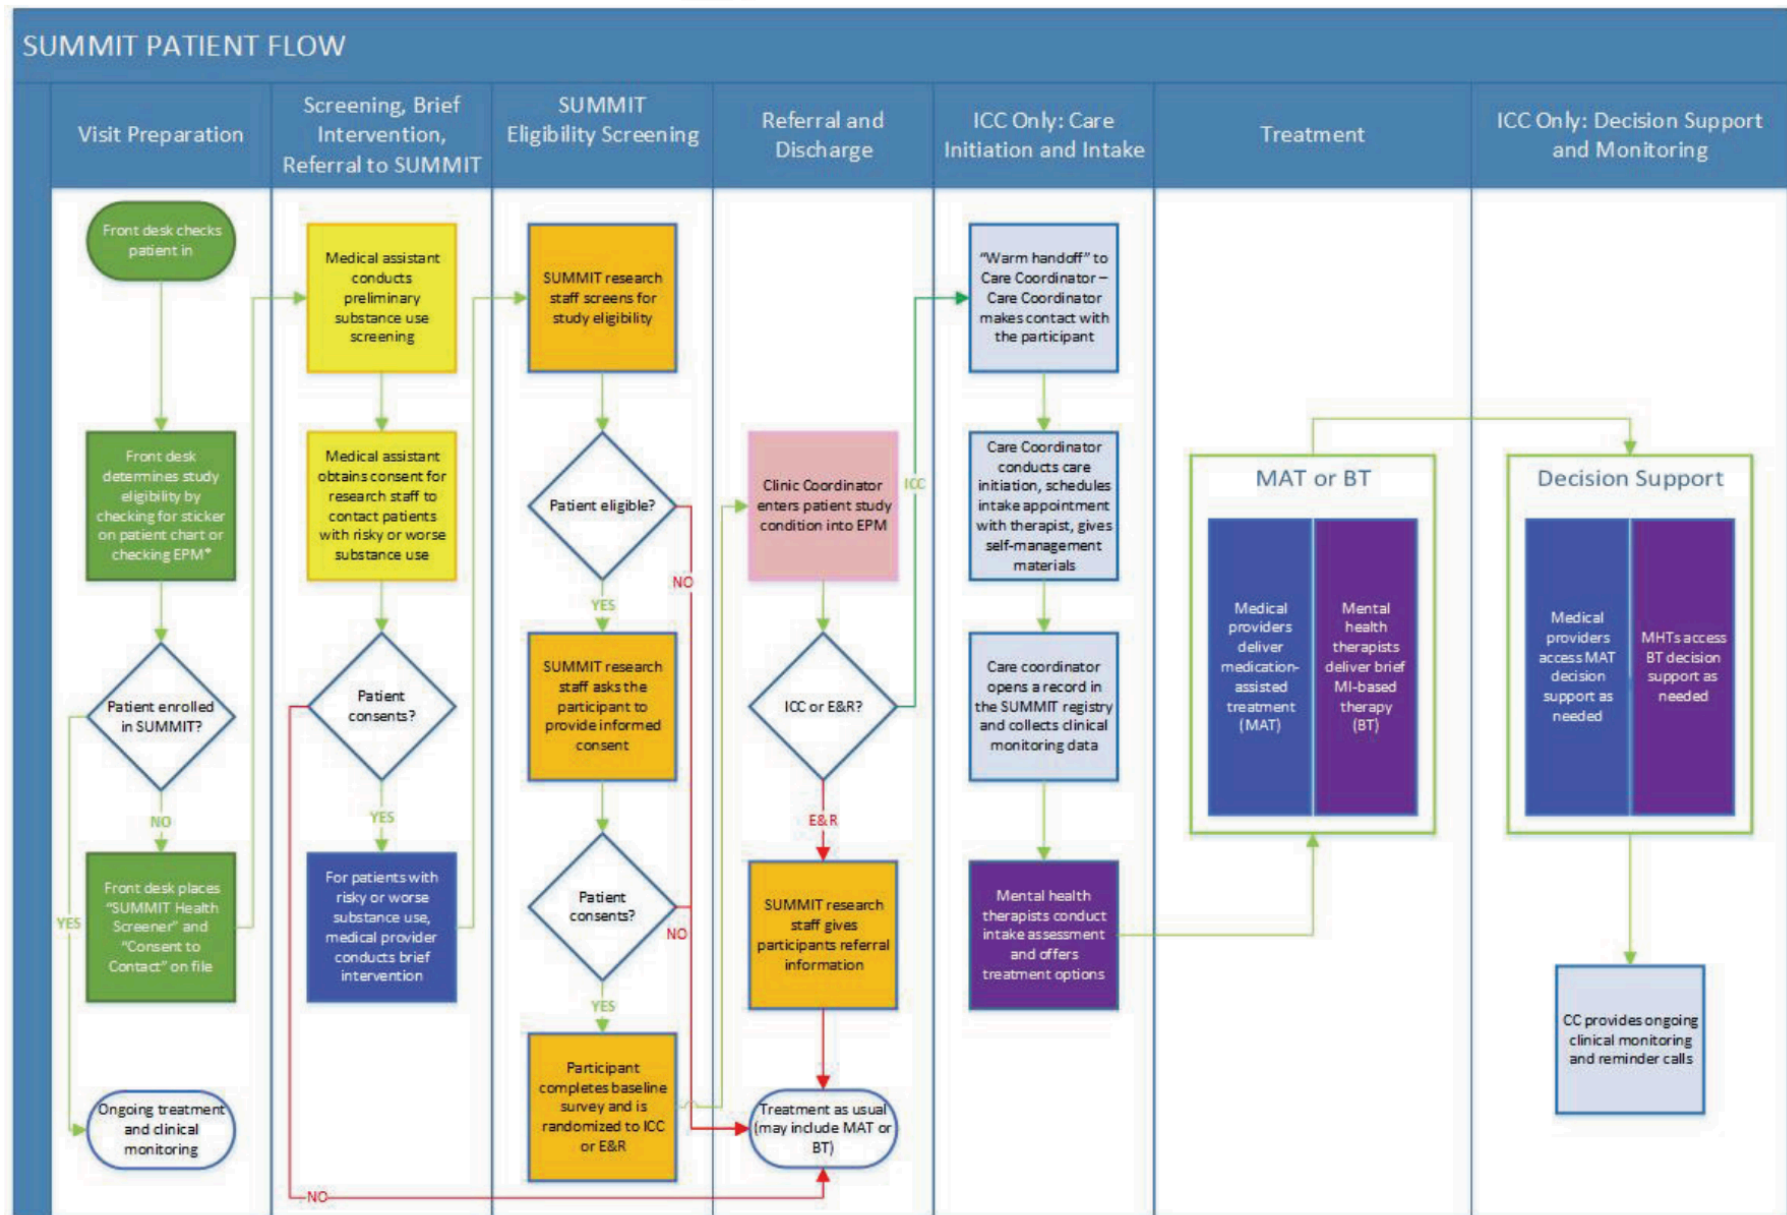 SUMMIT PATIENT FLOW
Visit Preparation
Screening, Brief
Intervention,
Referral to SUMMIT
SUMMIT
Eligibility Screening
Referral and
Discharge
ICC Only: Care
Initiation and Intake
Treatment
ICC Only: Decision Support
and Monitoring
Front desk checks
patient in
Front desk
determines study
eligibility by
checking for sticker
on patient chart or
checking EPM*
Patient enrolled
in SUMMIT?
NO
YES
Front desk places
“SUMMIT Health
Screener” and
“Consent to
Contact” on file
Ongoing treatment
and clinical
monitoring
Medical assistant
conducts
preliminary
substance use
screening
Medical assistant
obtains consent for
research staff to
contact patients
with risky or worse
substance use
Patient
consents?
YES
For patients with
risky or worse
substance use,
medical provider
conducts brief
intervention
NO
SUMMIT research
staff screens for
study eligibility
Patient eligible?
NO
YES
SUMMIT research
staff asks the
participant to
provide informed
consent
Patient
consents?
NO
YES
Participant
completes baseline
survey and is
randomized to ICC
or E&R
Clinic Coordinator
enters patient study
condition into EPM
ICC or E&R?
ICC
E&R
SUMMIT research
staff gives
participants referral
information
Treatment as usual
(may include MAT or
BT)
“Warm handoff” to
Care Coordinator –
Care Coordinator
makes contact with
the participant
Care Coordinator
conducts care
initiation, schedules
intake appointment
with therapist, gives
self-management
materials
Care coordinator
opens a record in
the SUMMIT registry
and collects clinical
monitoring data
Mental health
therapists conduct
intake assessment
and offers
treatment options
MAT or BT
Medical
providers
deliver
medication-
assisted
treatment
(MAT)
Mental
health
therapists
deliver brief
MI-based
therapy
(BT)
Decision Support
Medical
providers
access MAT
decision
support as
needed
MHTs access
BT decision
support as
needed
CC provides ongoing
clinical monitoring
and reminder calls